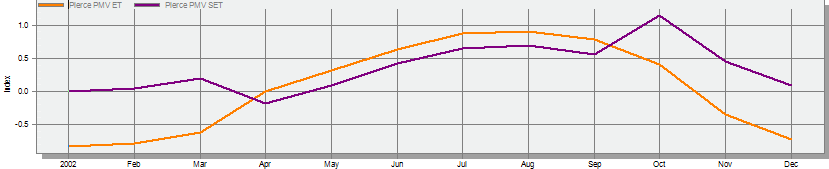 Pierce PMV ET Pierce PMV SET
1.0
0.5
0.0
-0.5
Index
2002 Feb Mar Apr May Jun Jul Aug Sep Oct Nov Dec